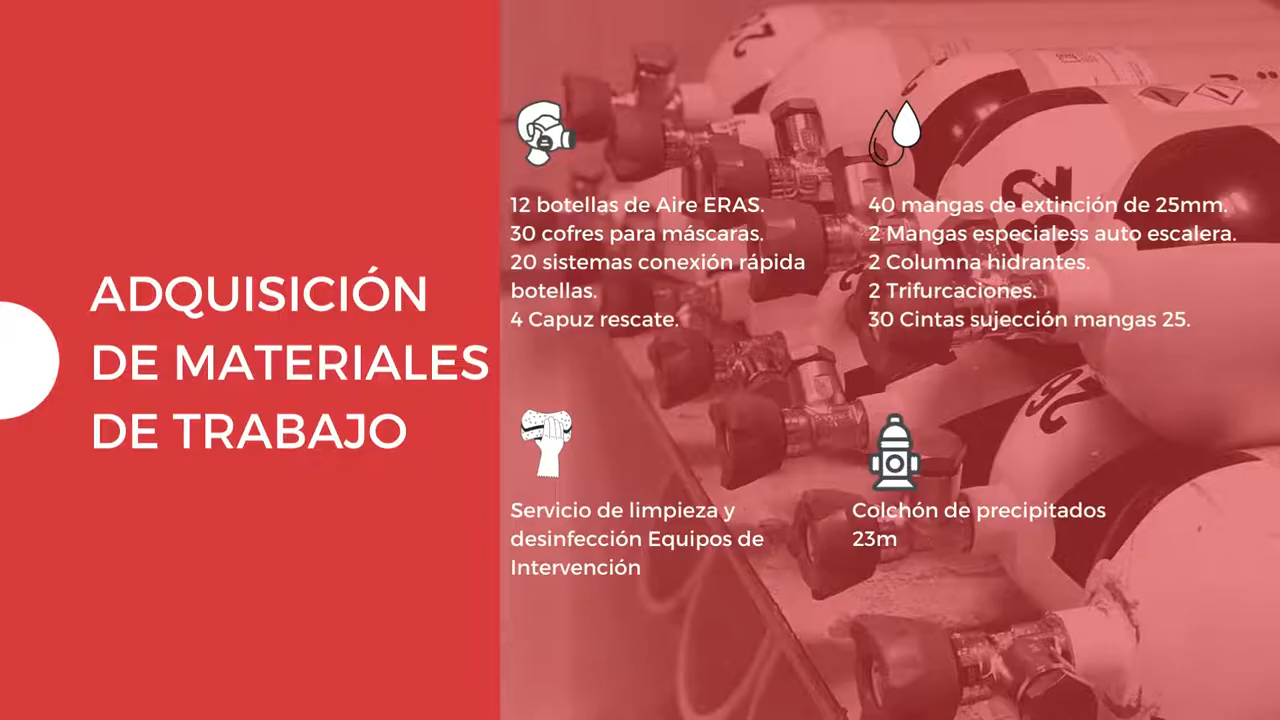 ADQUISICIÓN
DE MATERIALES
DE TRABAJO
12 botellas de Aire ERAS.
30 cofres para máscaras.
20 sistemas conexión rápida
botellas.
4 Capuz rescate.
40 mangas de extinción de 25mm.
2 Mangas especialess auto escalera.
2 Columna hidrantes.
2 Trifurcaciones.
30 Cintas sujección mangas 25.
Servicio de limpieza y
desinfección Equipos de
Intervención
Colchón de precipitados
23m
32
26